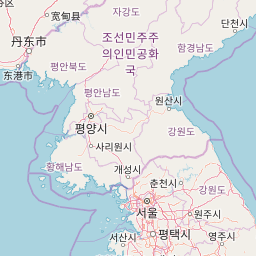 宽甸县
자강도
단천시
丹东市
조선민주주
의인민공화
국
함경남도
东港市
평안북도
평안남도
원산시
평양시
강원도
사리원시
황해남도
개성시
춘천시
강원도
서울
원주시
서산시
평택시
영주시